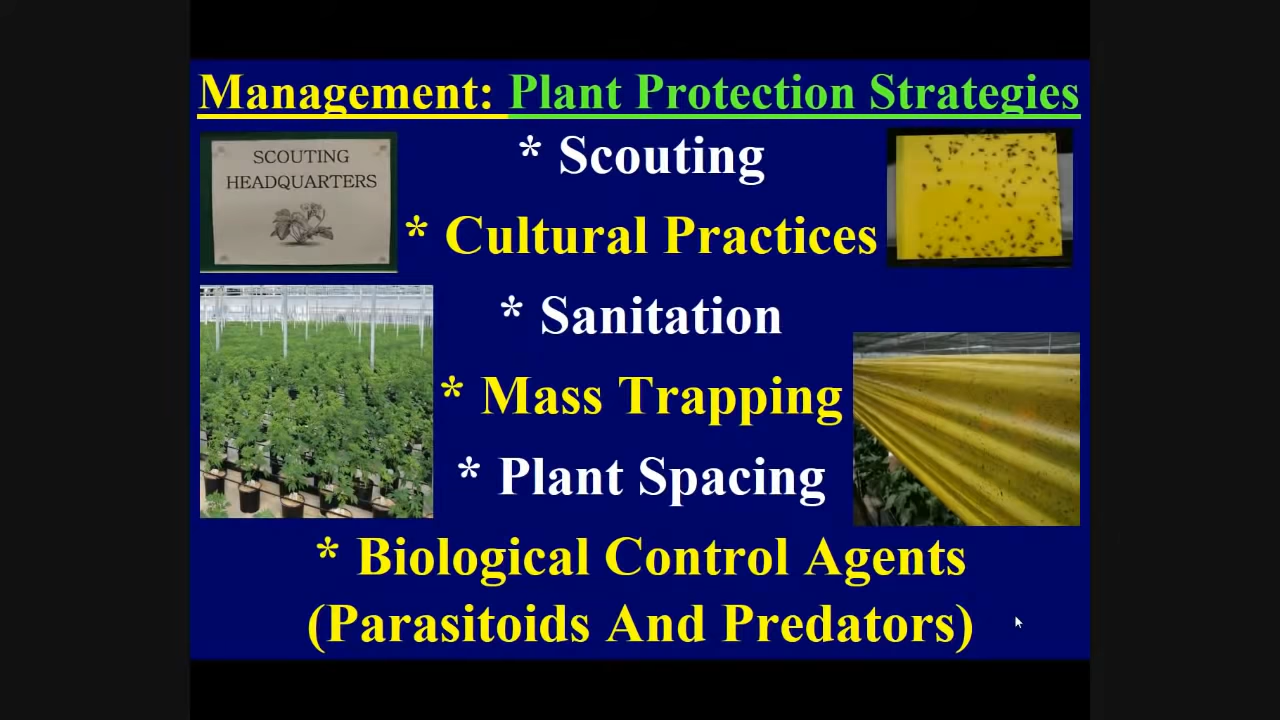 Management: Plant Protection Strategies
SCOUTING
HEADQUARTERS
* Scouting
* Cultural Practices
* Sanitation
* Mass Trapping
* Plant Spacing
* Biological Control Agents
(Parasitoids And Predators)